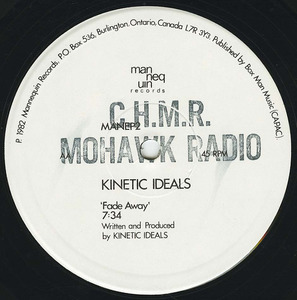 P. 1982 Mannequin Records. P.O. Box 536, Burlington, Ontario, Canada L7R 3Y3. Published by Box Man Music (CAPAC).
man
neq
uin
records
C.H.M.R.
MANEP2
MOHAWK RADIO
AA
45 RPM
KINETIC IDEALS
'Fade Away'
7·34
Written and Produced
by KINETIC IDEALS